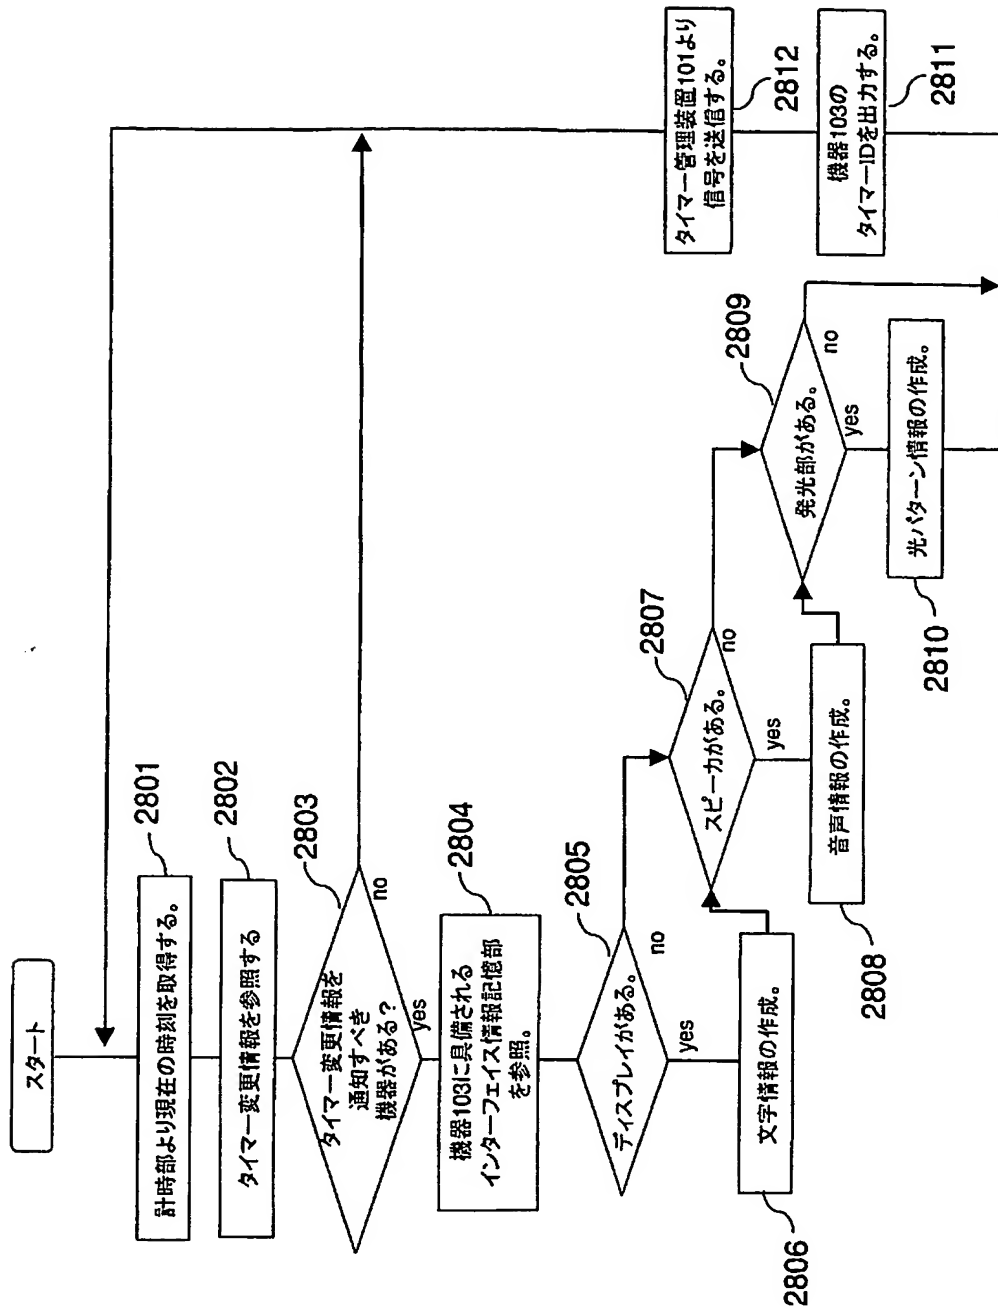 スタート
計時部より現在の時刻を取得する。
2801
タイマー変更情報を参照する
2802
タイマー変更情報を
通知すべき
機器がある?
2803
no
yes
機器103に具備される
インターフェイス情報記憶部
を参照。
2804
ディスプレイがある。
2805
no
yes
文字情報の作成。
2806
スピーカがある。
2807
no
yes
音声情報の作成。
2808
発光部がある。
2809
no
yes
光パターン情報の作成。
2810
機器103の
タイマーIDを出力する。
2811
タイマー管理装置101より
信号を送信する。
2812